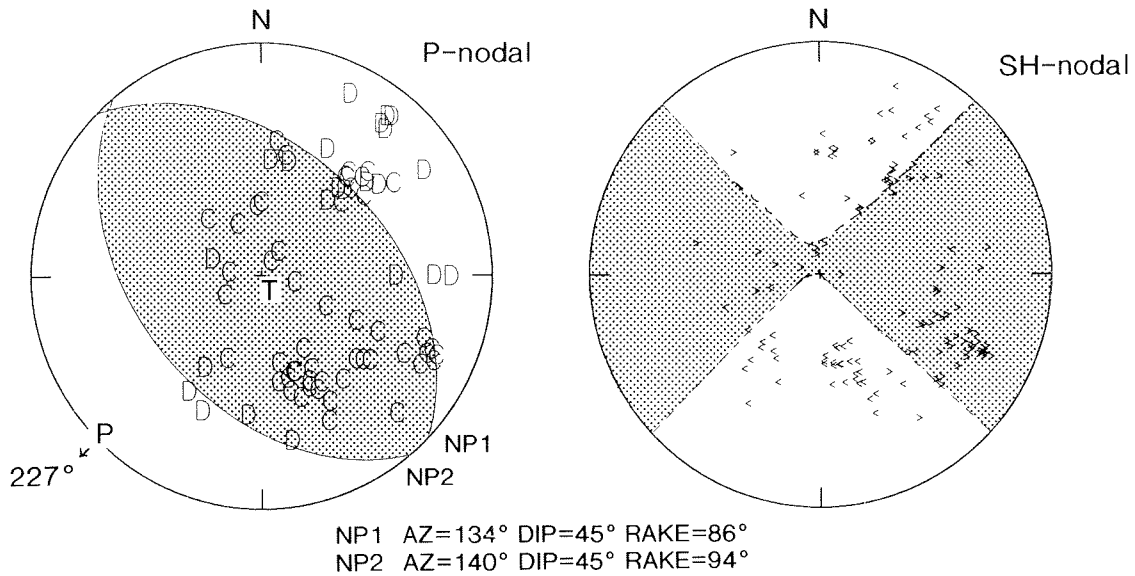 N
P-nodal
T
P
227°
NP1
NP2
N
SH-nodal
NP1 AZ=134° DIP=45° RAKE=86°
NP2 AZ=140° DIP=45° RAKE=94°